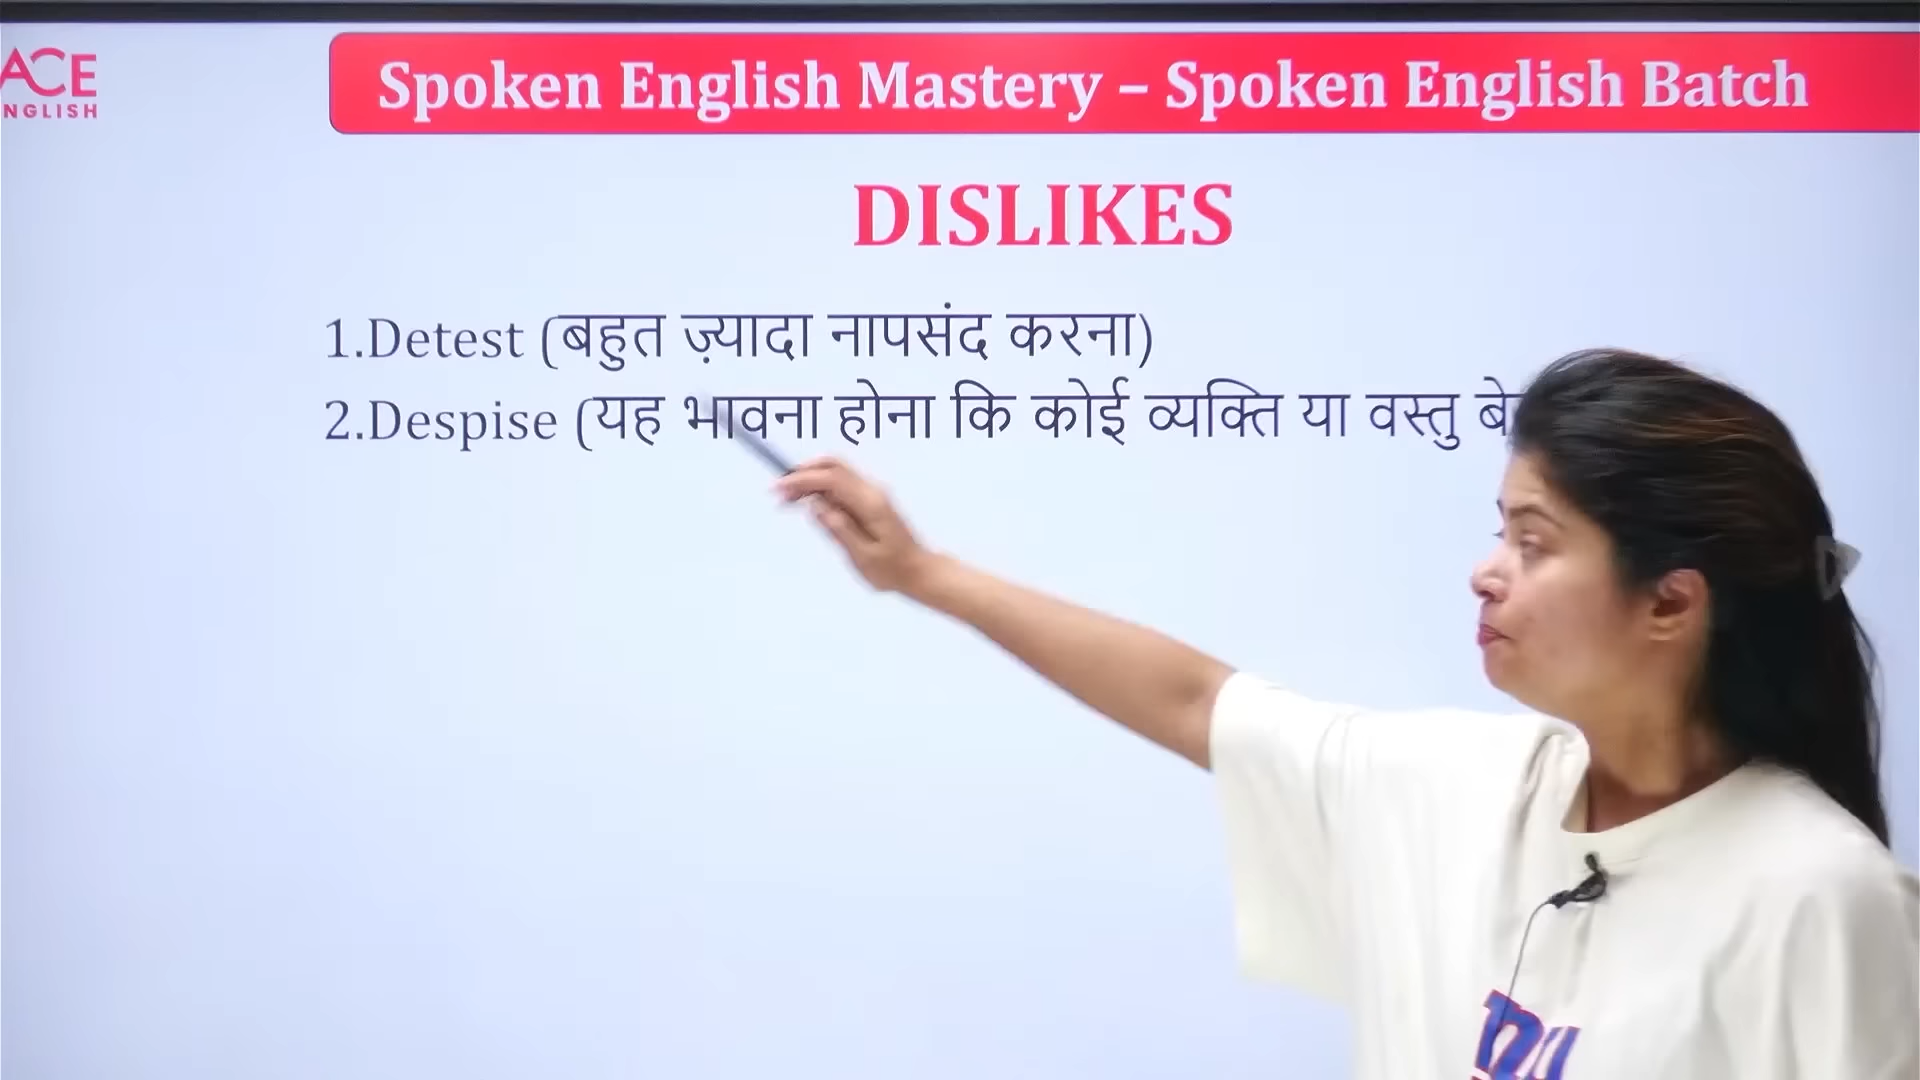 ACE
NGLISH
Spoken English Mastery – Spoken English Batch
DISLIKES
1.Detest (बहुत ज़्यादा नापसंद करना)
2.Despise (यह भावना होना कि कोई व्यक्ति या वस्तु